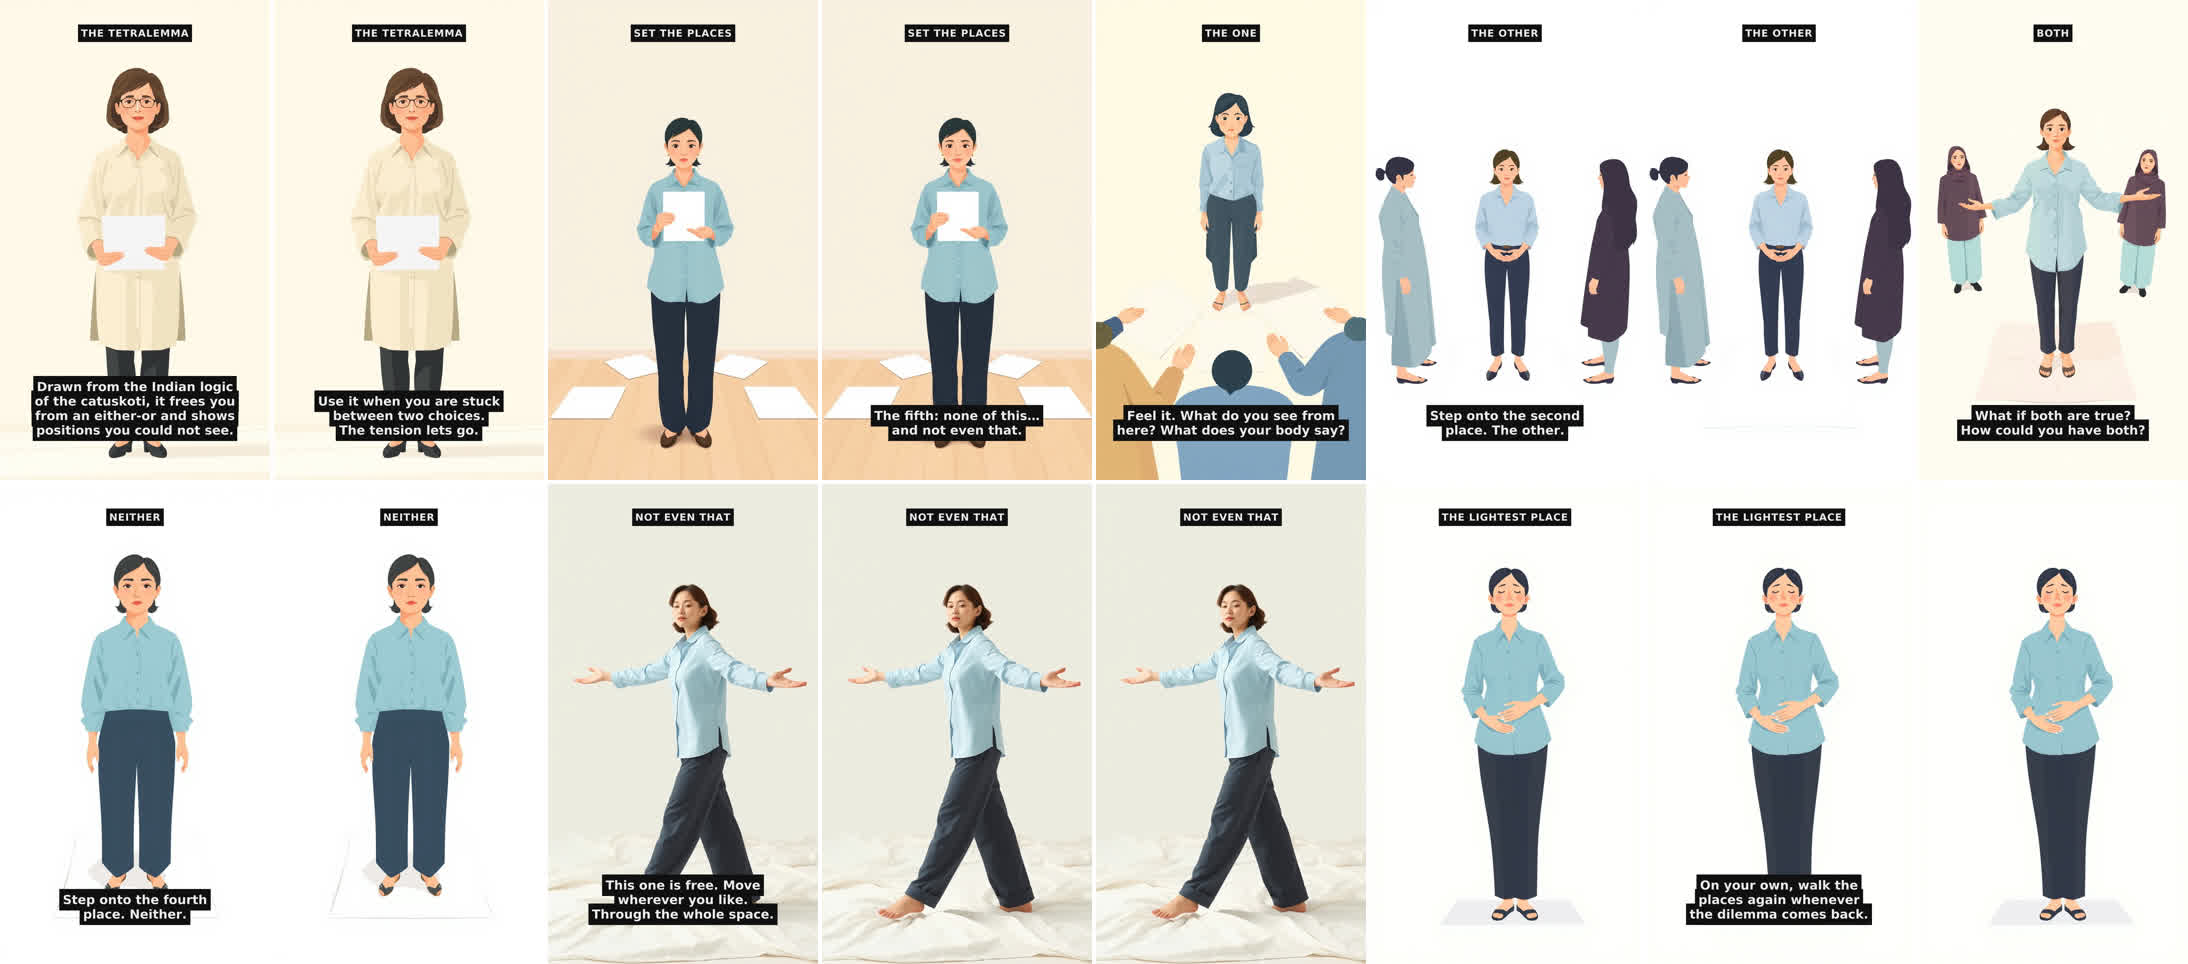 THE TETRALEMMA
Drawn from the Indian logic
of the catuskoti, it frees you
from an either-or and shows
positions you could not see.
THE TETRALEMMA
Use it when you are stuck
between two choices.
The tension lets go.
SET THE PLACES
SET THE PLACES
The fifth: none of this...
and not even that.
THE ONE
Feel it. What do you see from
here? What does your body say?
THE OTHER
Step onto the second
place. The other.
THE OTHER
BOTH
What if both are true?
How could you have both?
NEITHER
Step onto the fourth
place. Neither.
NEITHER
NOT EVEN THAT
This one is free. Move
wherever you like.
Through the whole space.
NOT EVEN THAT
NOT EVEN THAT
THE LIGHTEST PLACE
THE LIGHTEST PLACE
On your own, walk the
places again whenever
the dilemma comes back.